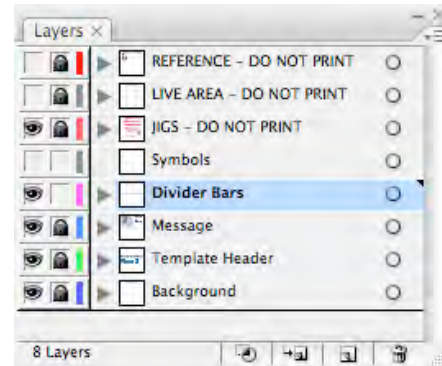 Layers
REFERENCE - DO NOT PRINT
LIVE AREA - DO NOT PRINT
JIGS - DO NOT PRINT
Symbols
Divider Bars
Message
Template Header
Background
8 Layers